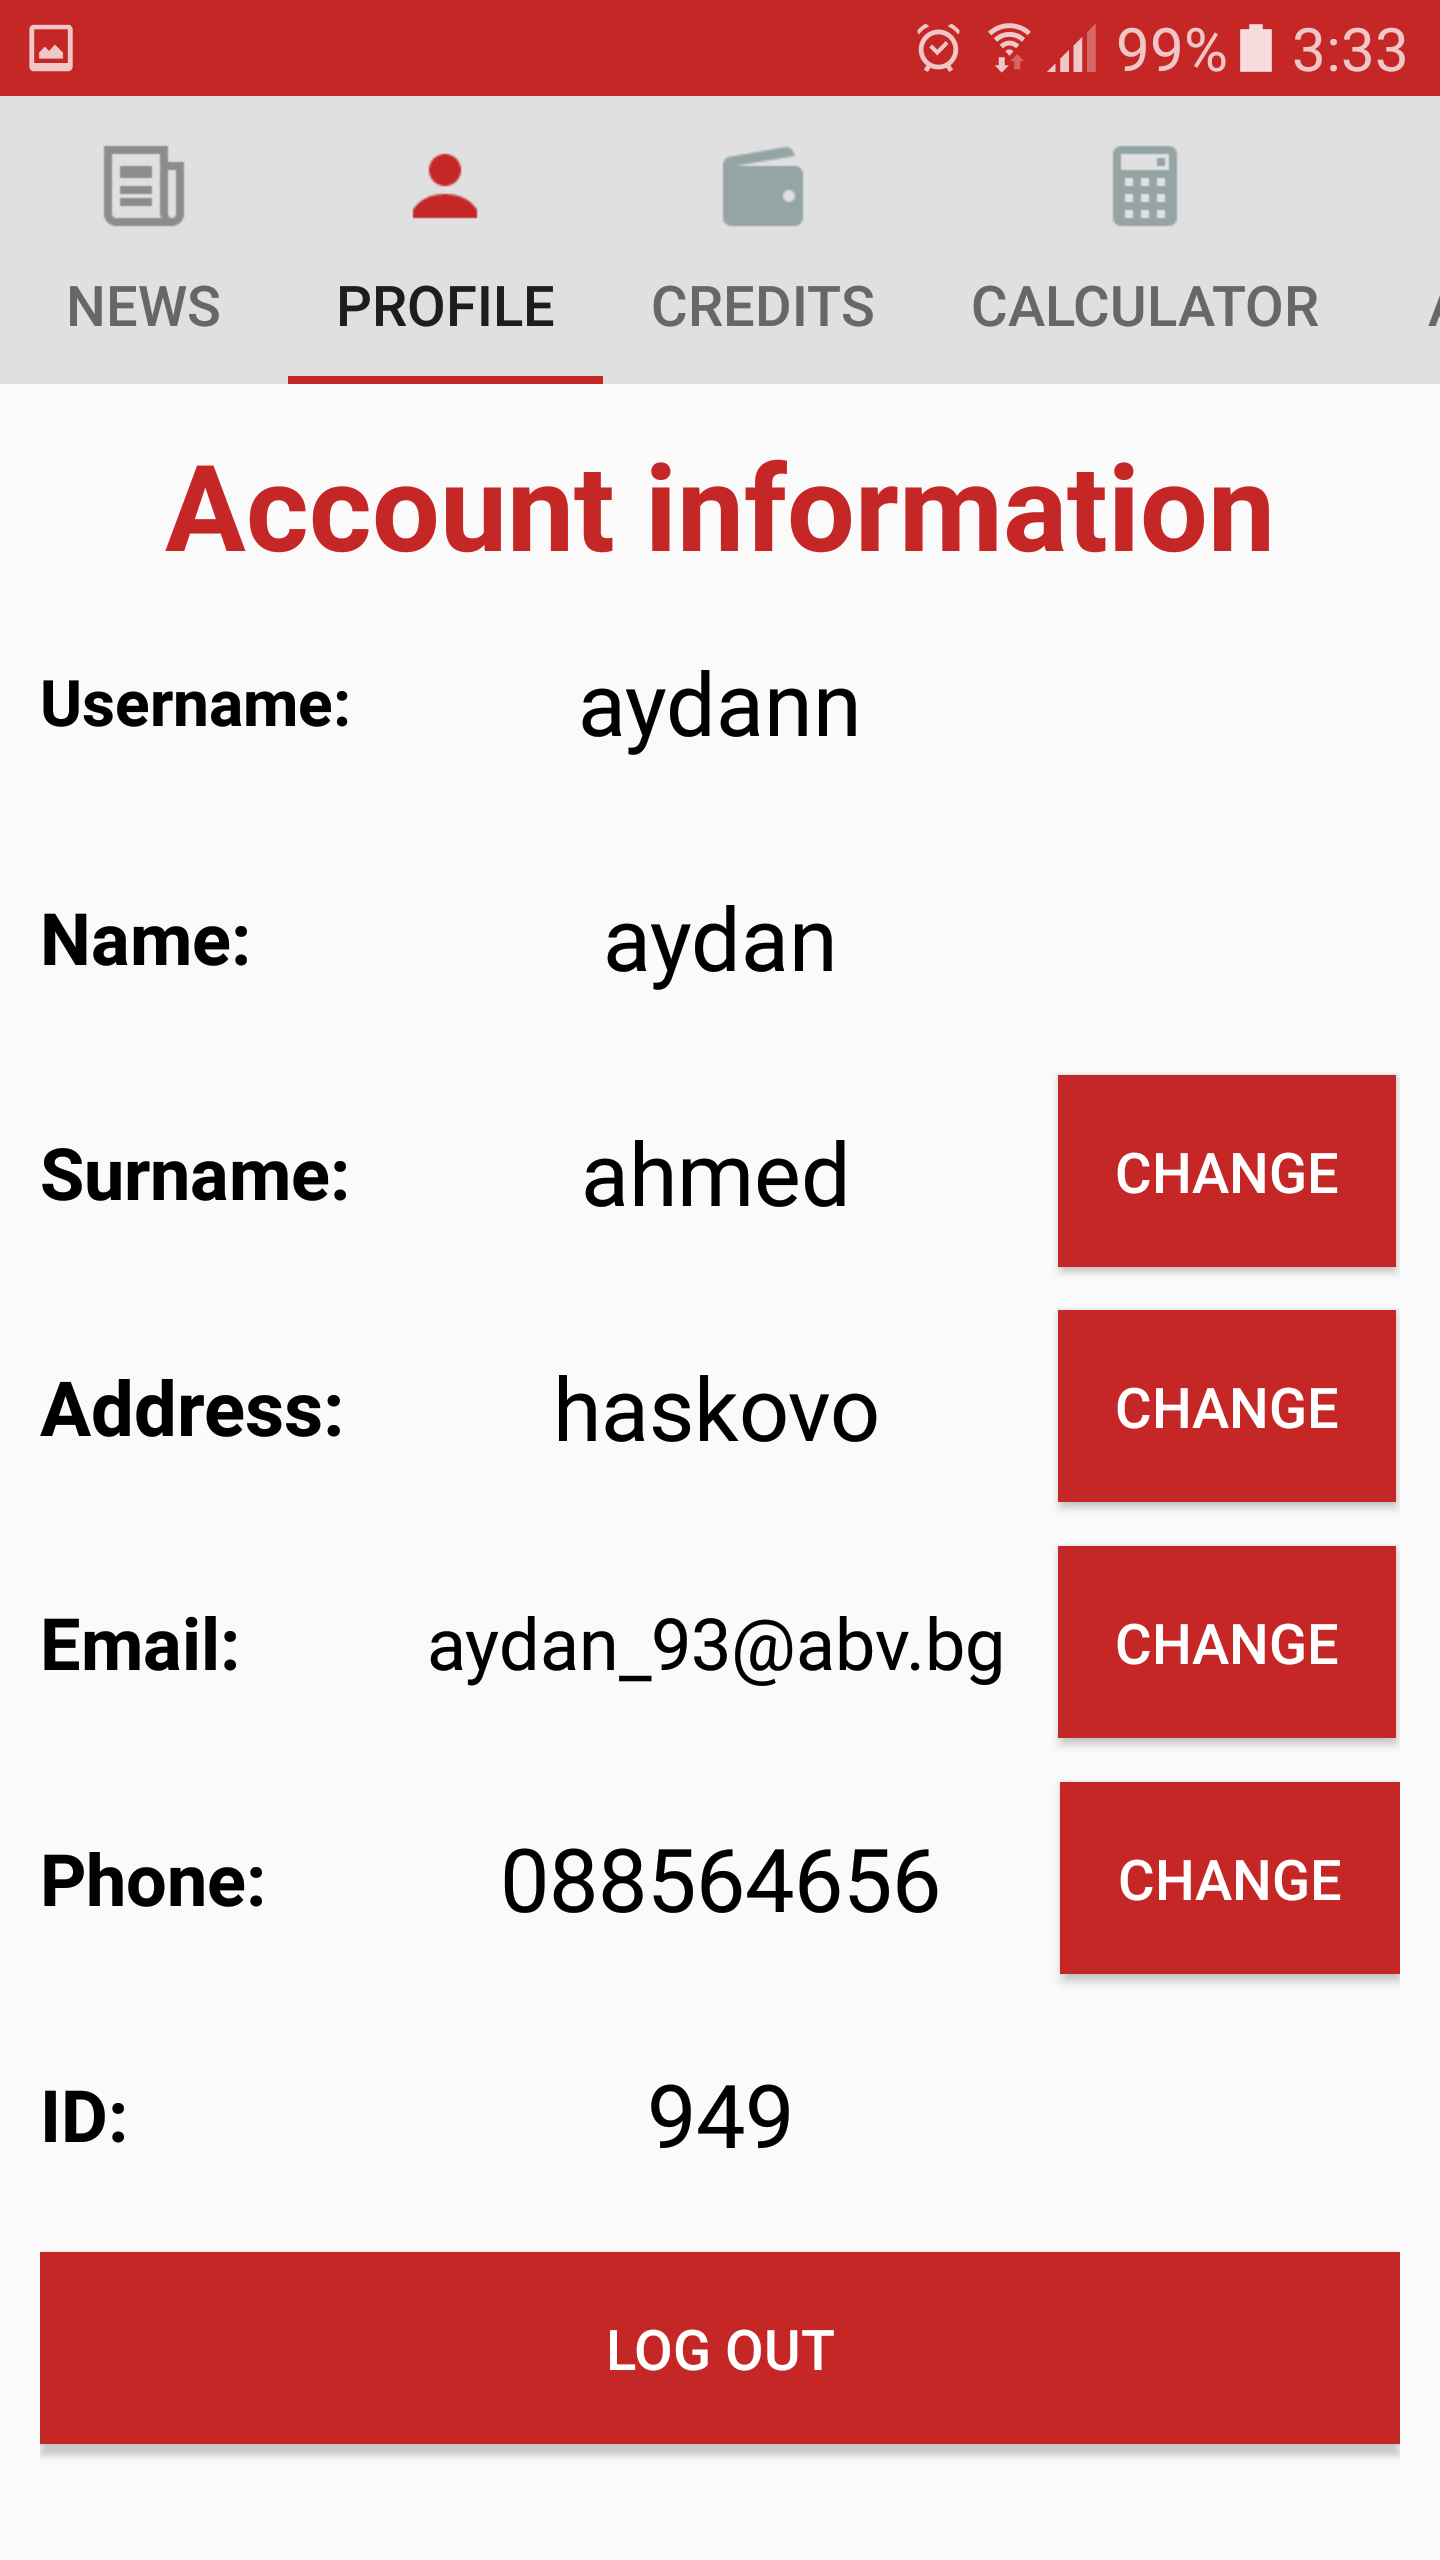 99% 3:33
NEWS PROFILE CREDITS CALCULATOR
Account information
Username: aydann
Name: aydan
Surname: ahmed CHANGE
Address: haskovo CHANGE
Email: aydan_93@abv.bg CHANGE
Phone: 088564656 CHANGE
ID: 949
LOG OUT